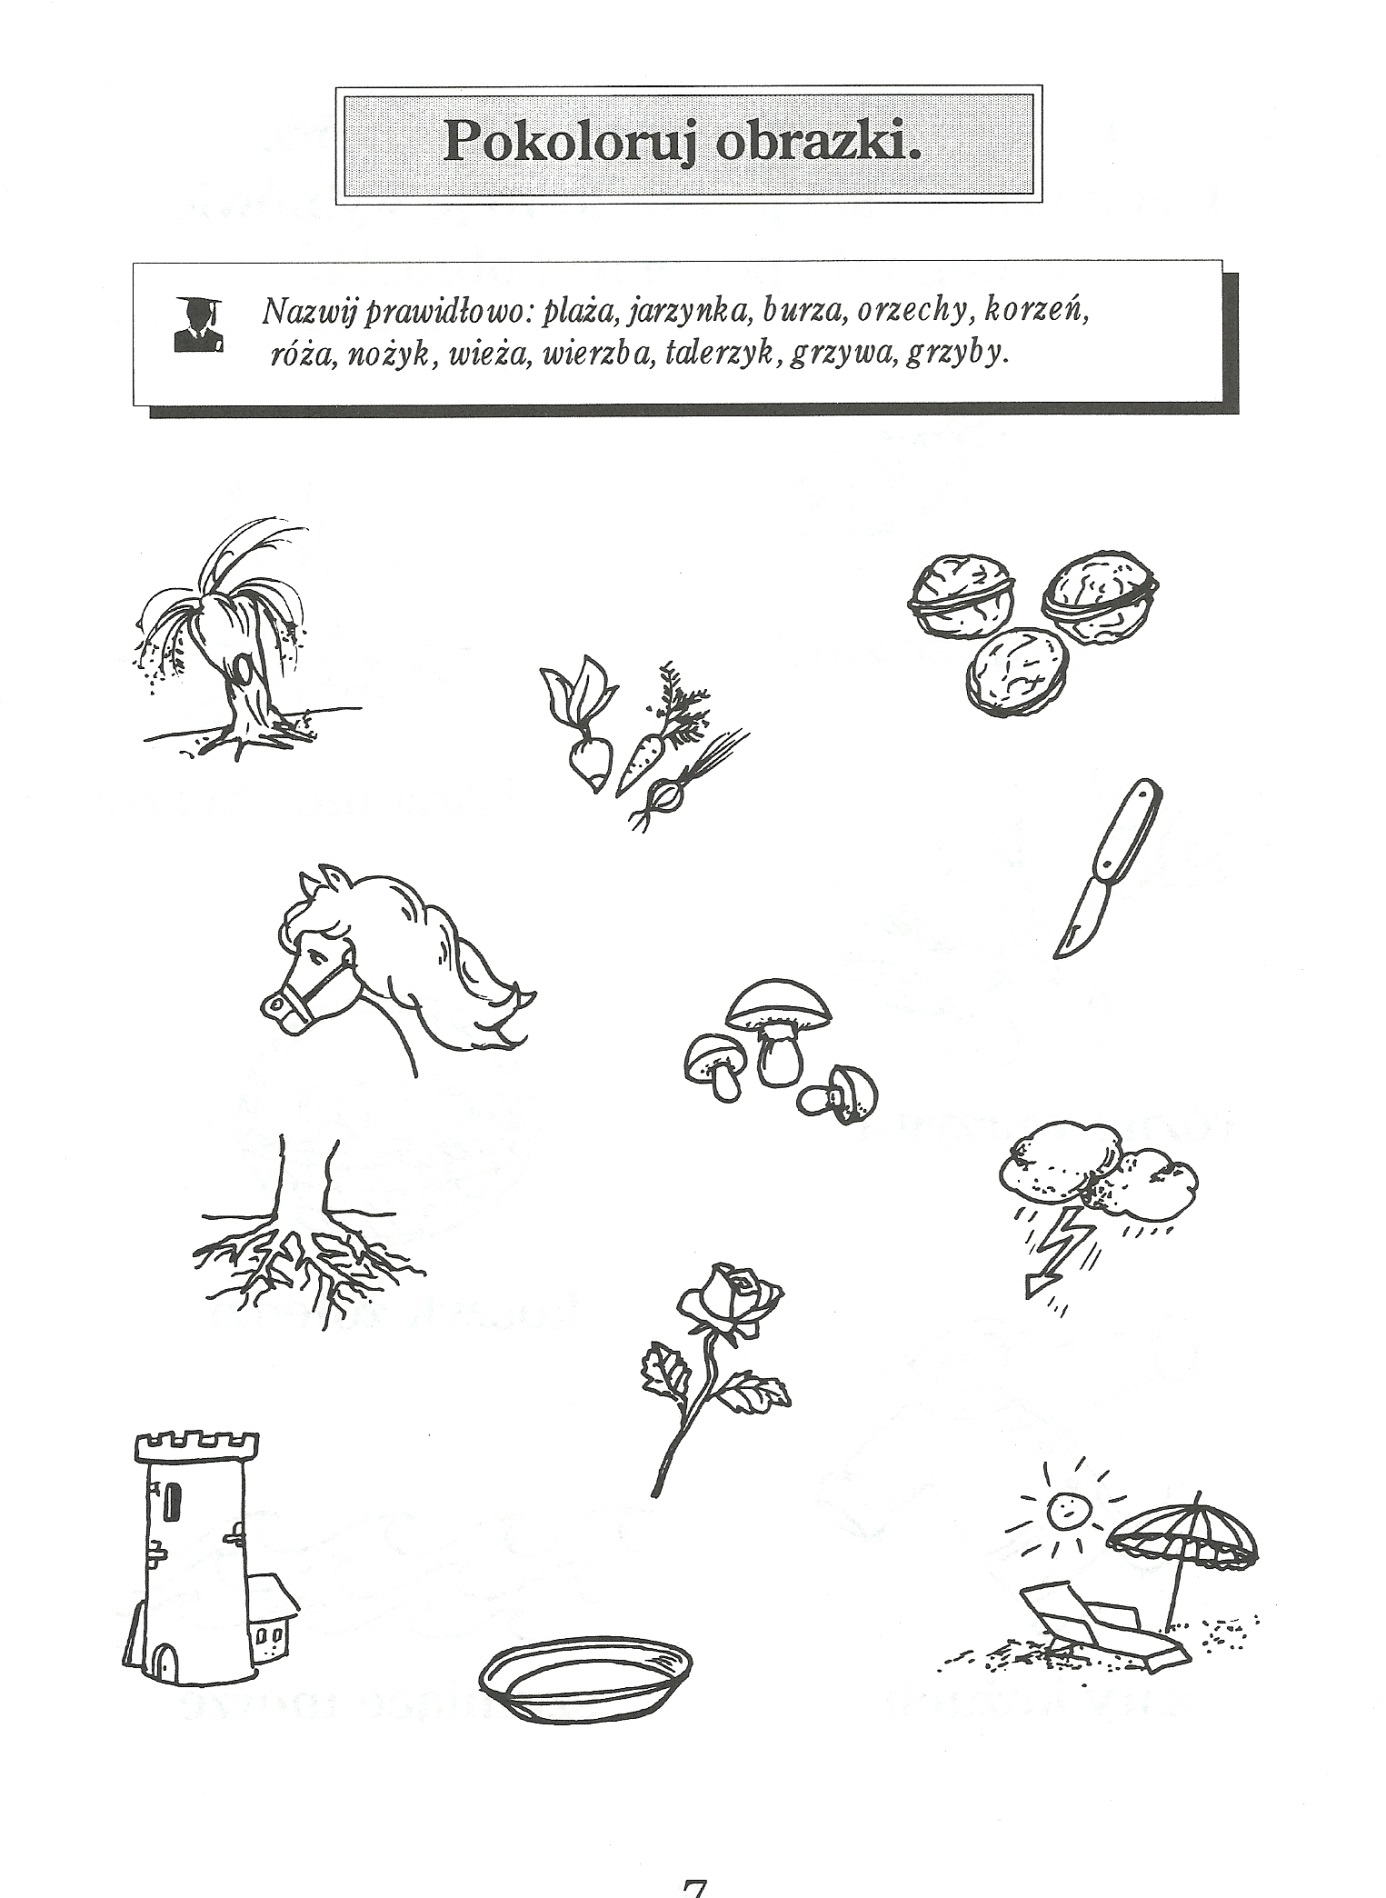 Pokoloruj obrazki.
Nazwij prawidłowo: plaża, jarzynka, burza, orzechy, korzeń,
róża, nożyk, wieża, wierzba, talerzyk, grzywa, grzyby.
7